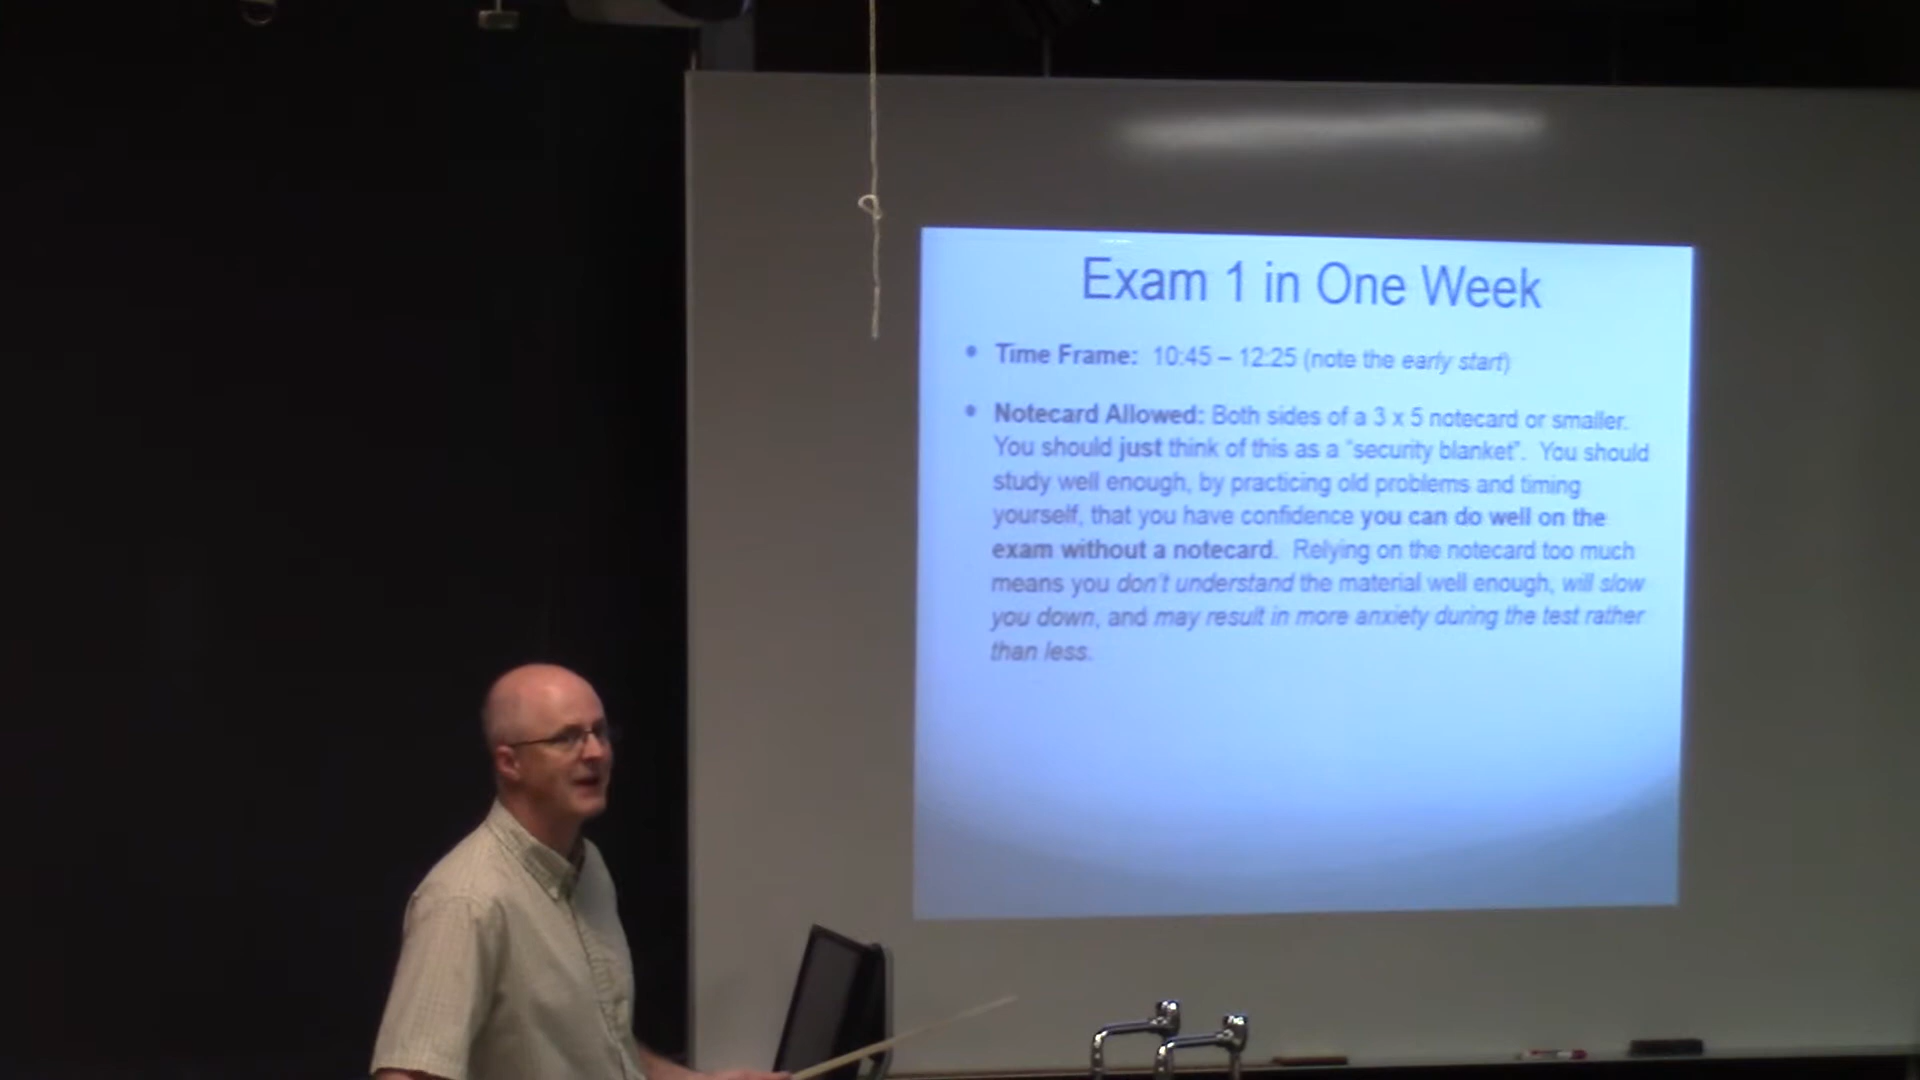 Exam 1 in One Week
• Time Frame: 10:45 – 12:25 (note the early start)
• Notecard Allowed: Both sides of a 3 x 5 notecard or smaller.
You should just think of this as a “security blanket”. You should
study well enough, by practicing old problems and timing
yourself, that you have confidence you can do well on the
exam without a notecard. Relying on the notecard too much
means you don’t understand the material well enough, will slow
you down, and may result in more anxiety during the test rather
than less.